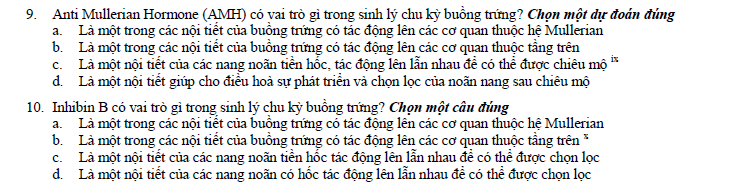 9. Anti Mullerian Hormone (AMH) có vai trò gì trong sinh lý chu kỳ buồng trứng? Chọn một dự đoán đúng
a. Là một trong các nội tiết của buồng trứng có tác động lên các cơ quan thuộc hệ Mullerian
b. Là một trong các nội tiết của buồng trứng có tác động lên các cơ quan thuộc tầng trên
c. Là một nội tiết của các nang noãn tiền hốc, tác động lên lẫn nhau để có thể được chiêu mộ ix
d. Là một nội tiết giúp cho điều hoà sự phát triển và chọn lọc của noãn nang sau chiêu mộ
10. Inhibin B có vai trò gì trong sinh lý chu kỳ buồng trứng? Chọn một câu đúng
a. Là một trong các nội tiết của buồng trứng có tác động lên các cơ quan thuộc hệ Mullerian
b. Là một trong các nội tiết của buồng trứng có tác động lên các cơ quan thuộc tầng trên x
c. Là một nội tiết của các nang noãn tiền hốc tác động lên lẫn nhau để có thể được chọn lọc
d. Là một nội tiết của các nang noãn có hốc tác động lên lẫn nhau để có thể được chọn lọc